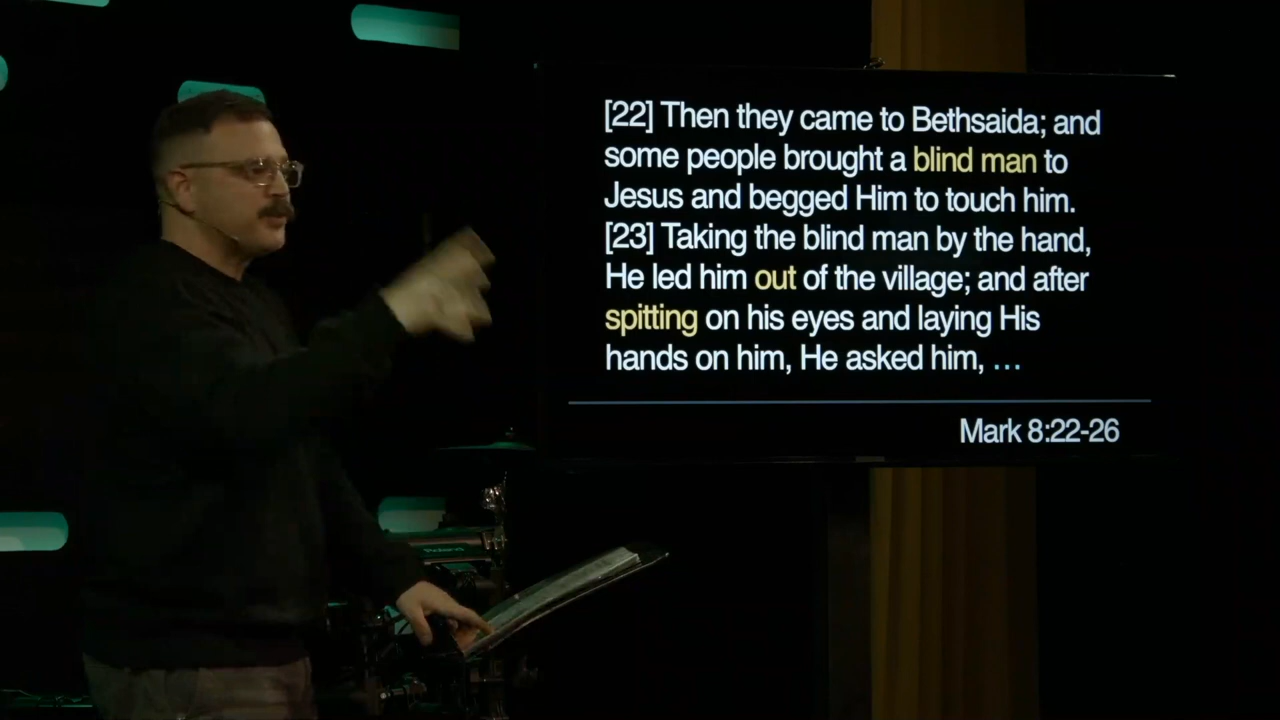 [22] Then they came to Bethsaida; and
some people brought a blind man to
Jesus and begged Him to touch him.
[23] Taking the blind man by the hand,
He led him out of the village; and after
spitting on his eyes and laying His
hands on him, He asked him, ...
Mark 8:22-26
Roland